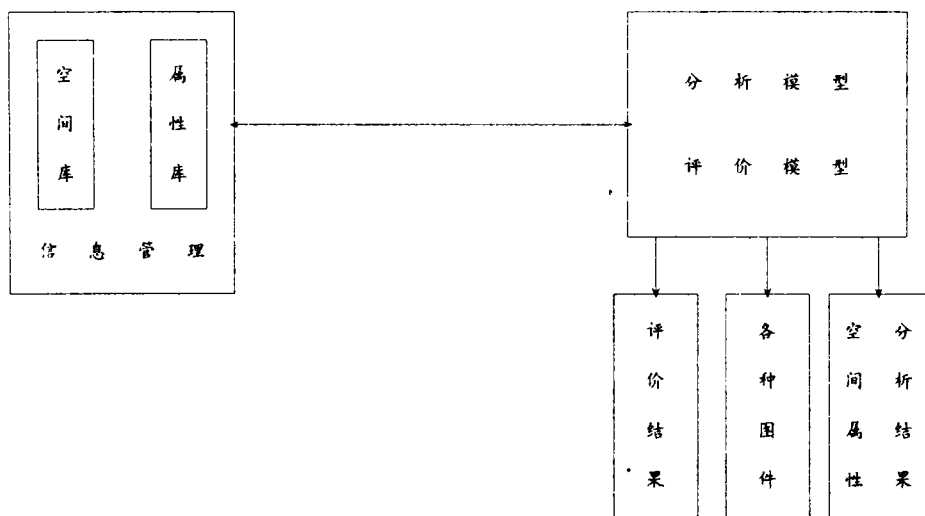 空间库
属性库
信息管理
分析模型
评价模型
评价结果
各种图件
空间属性
分析结果